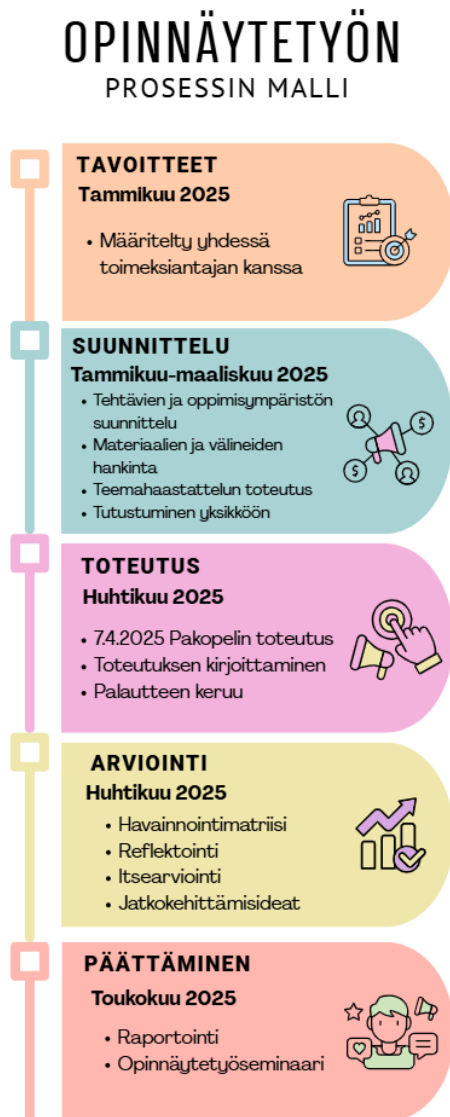 OPINNÄYTETYÖN
PROSESSIN MALLI
TAVOITTEET
Tammikuu 2025
• Määritelty yhdessä
toimeksiantajan kanssa
SUUNNITTELU
Tammikuu-maaliskuu 2025
• Tehtävien ja oppimisympäristön
suunnittelu
• Materiaalien ja välineiden
hankinta
• Teemahaastattelun toteutus
• Tutustuminen yksikköön
TOTEUTUS
Huhtikuu 2025
• 7.4.2025 Pakopelin toteutus
• Toteutuksen kirjoittaminen
• Palautteen keruu
ARVIOINTI
Huhtikuu 2025
• Havainnointimatriisi
• Reflektointi
• Itsearviointi
• Jatkokehittämisideat
PÄÄTTÄMINEN
Toukokuu 2025
• Raportointi
• Opinnäytetyöseminaari